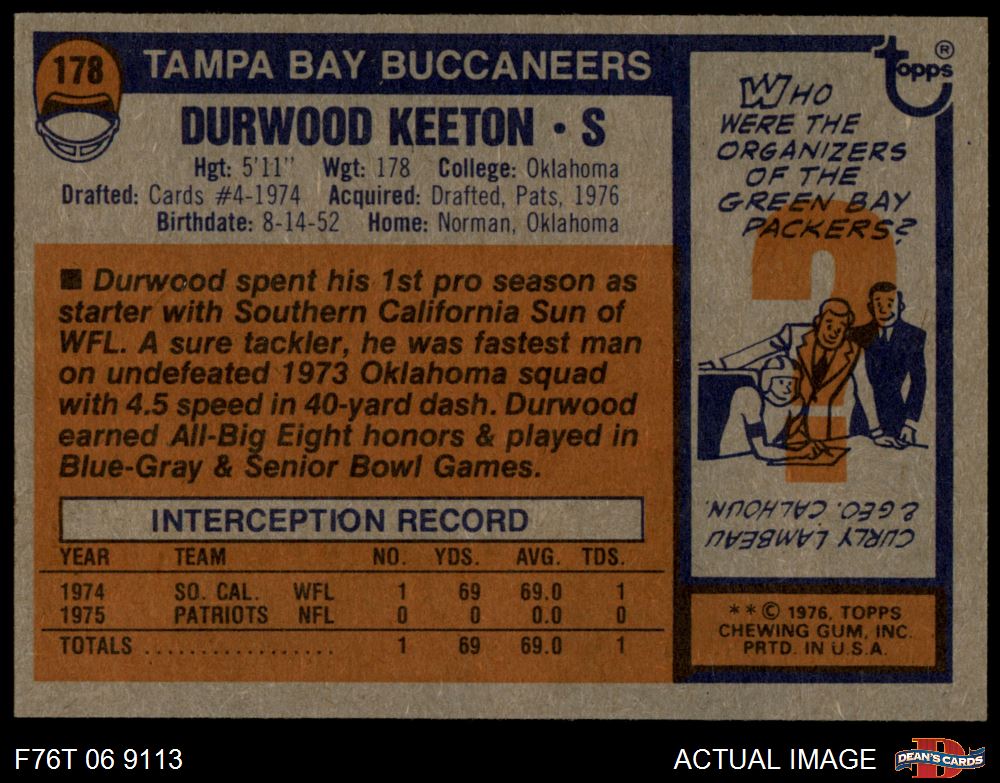 178
TAMPA BAY BUCCANEERS
DURWOOD KEETON • S
Hgt: 5'11" Wgt: 178 College: Oklahoma
Drafted: Cards #4-1974 Acquired: Drafted, Pats, 1976
Birthdate: 8-14-52 Home: Norman, Oklahoma
■ Durwood spent his 1st pro season as
starter with Southern California Sun of
WFL. A sure tackler, he was fastest man
on undefeated 1973 Oklahoma squad
with 4.5 speed in 40-yard dash. Durwood
earned All-Big Eight honors & played in
Blue-Gray & Senior Bowl Games.
INTERCEPTION RECORD
YEAR TEAM NO. YDS. AVG. TDS.
1974 SO. CAL. WFL 1 69 69.0 1
1975 PATRIOTS NFL 0 0 0.0 0
TOTALS .................. 1 69 69.0 1
topps ®
WHO
WERE THE
ORGANIZERS
OF THE
GREEN BAY
PACKERS?
?
CURLY LAMBEAU
& GEO. CALHOUN.
* * © 1976, TOPPS
CHEWING GUM, INC.
PRTD. IN U.S.A.
F76T 06 9113
ACTUAL IMAGE
D
DEAN'S CARDS